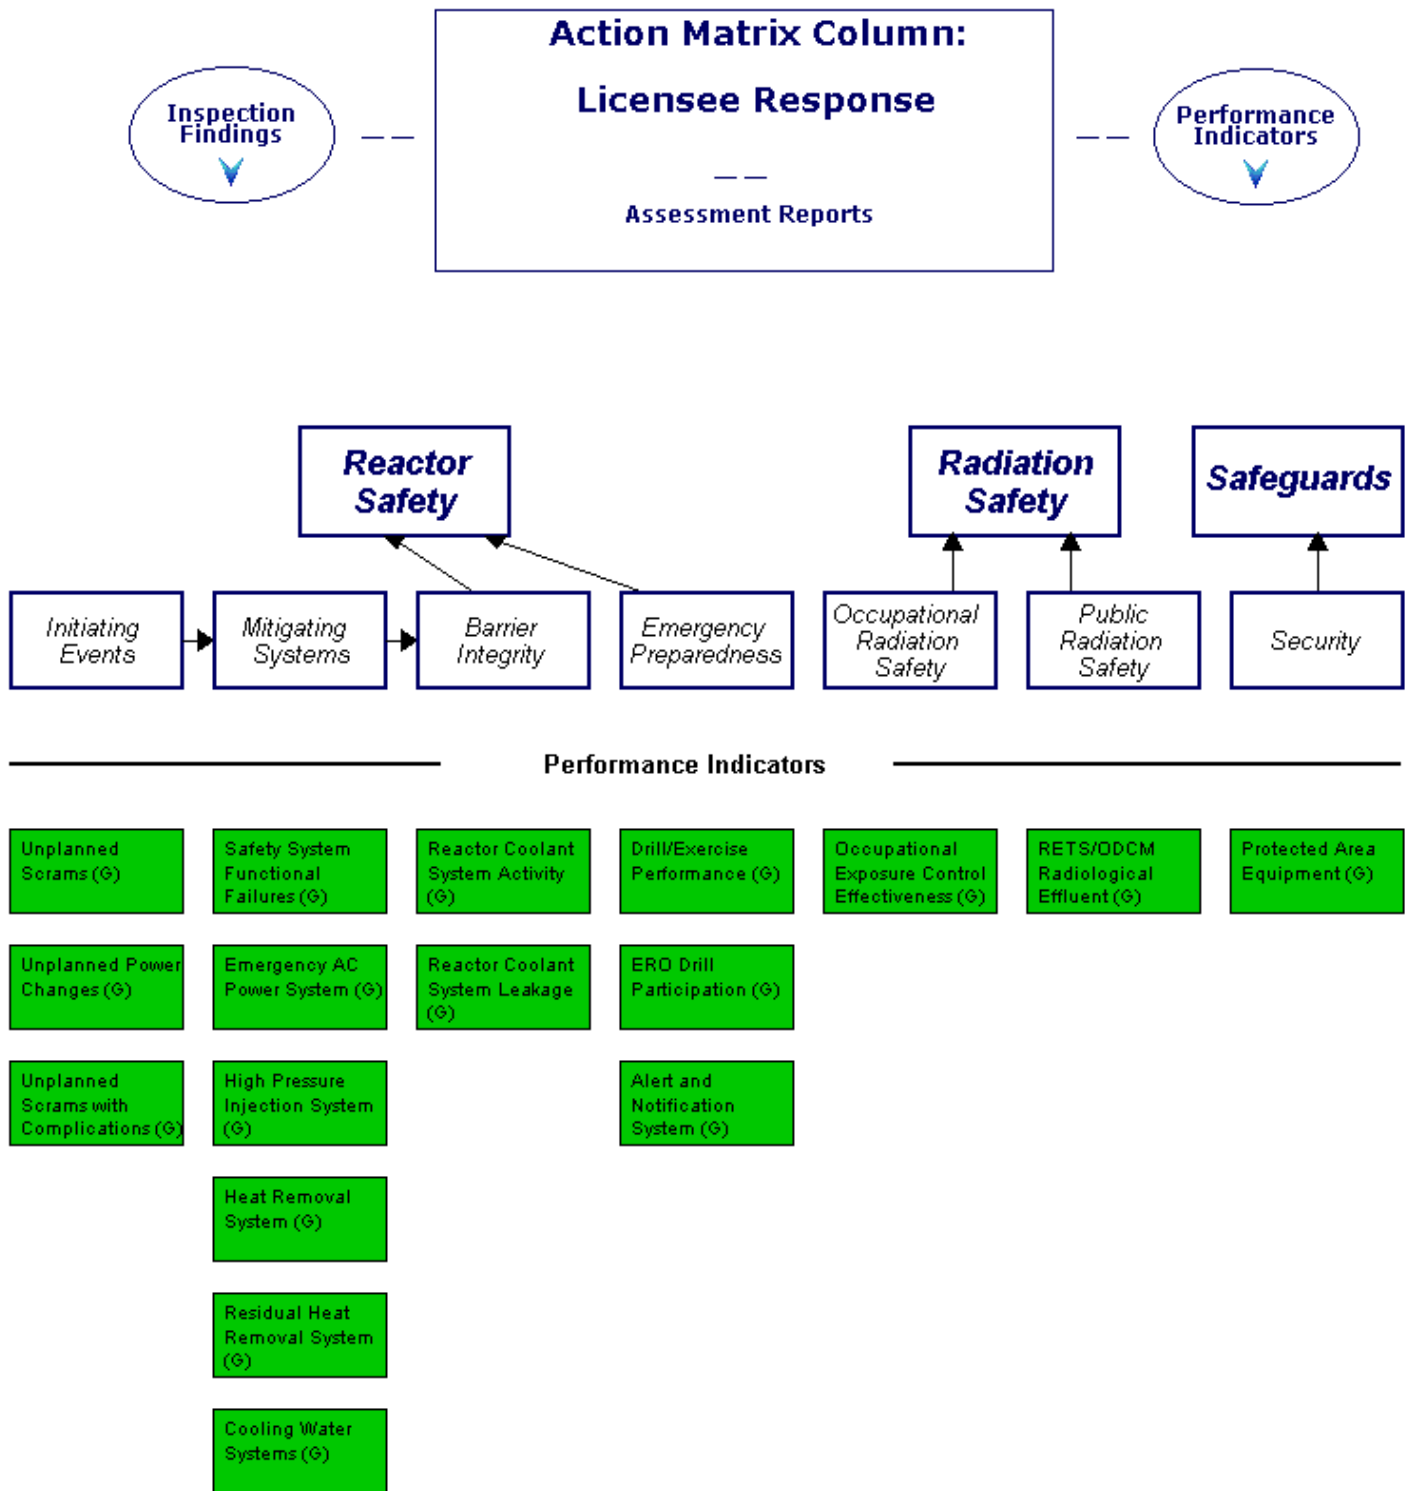 Action Matrix Column:
Licensee Response
Inspection
Findings
Performance
Indicators
Assessment Reports
Reactor
Safety
Radiation
Safety
Safeguards
Initiating
Events
Mitigating
Systems
Barrier
Integrity
Emergency
Preparedness
Occupational
Radiation
Safety
Public
Radiation
Safety
Security
Performance Indicators
Unplanned
Scrams (G)
Safety System
Functional
Failures (G)
Reactor Coolant
System Activity
(G)
Drill/Exercise
Performance (G)
Occupational
Exposure Control
Effectiveness (G)
RETS/ODCM
Radiological
Effluent (G)
Protected Area
Equipment (G)
Unplanned Power
Changes (G)
Emergency AC
Power System (G)
Reactor Coolant
System Leakage
(G)
ERO Drill
Participation (G)
Unplanned
Scrams with
Complications (G)
High Pressure
Injection System
(G)
Alert and
Notification
System (G)
Heat Removal
System (G)
Residual Heat
Removal System
(G)
Cooling Water
Systems (G)